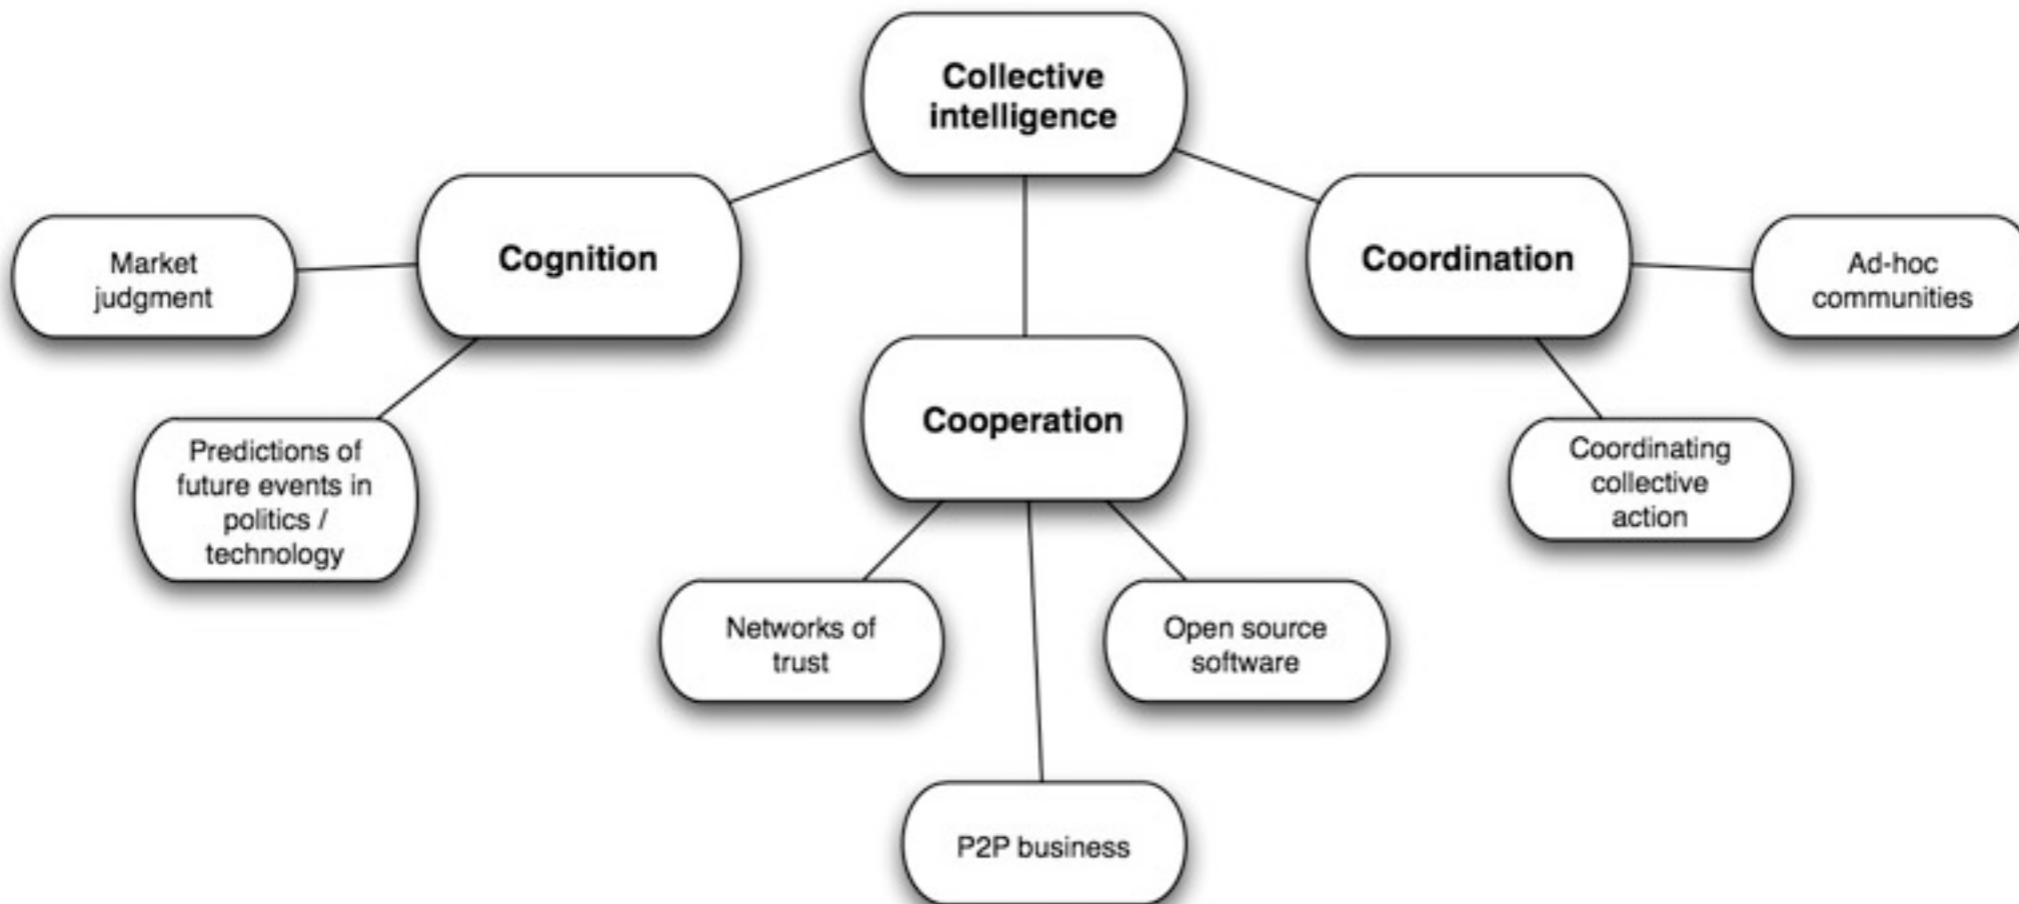 Collective
intelligence
Cognition
Coordination
Market
judgment
Ad-hoc
communities
Cooperation
Predictions of
future events in
politics /
technology
Coordinating
collective
action
Networks of
trust
Open source
software
P2P business